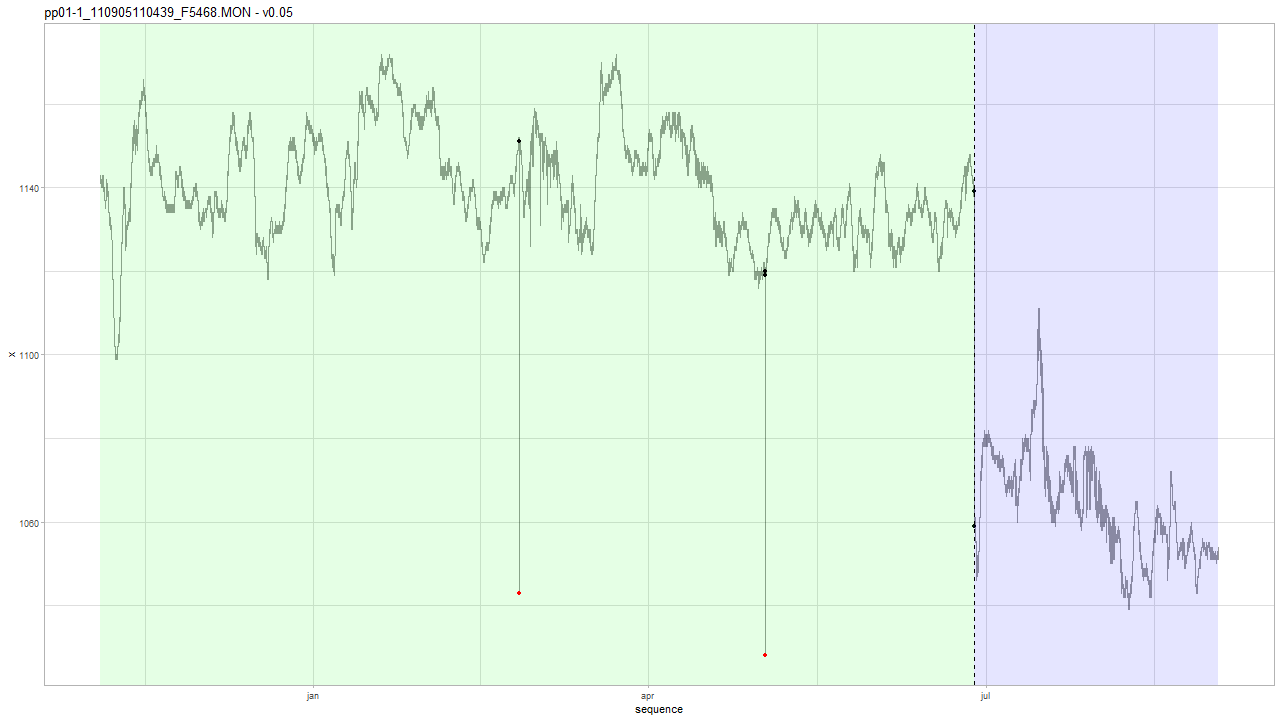 pp01-1_110905110439_F5468.MON - v0.05
1140
1100
1060
x
jan
apr
jul
sequence